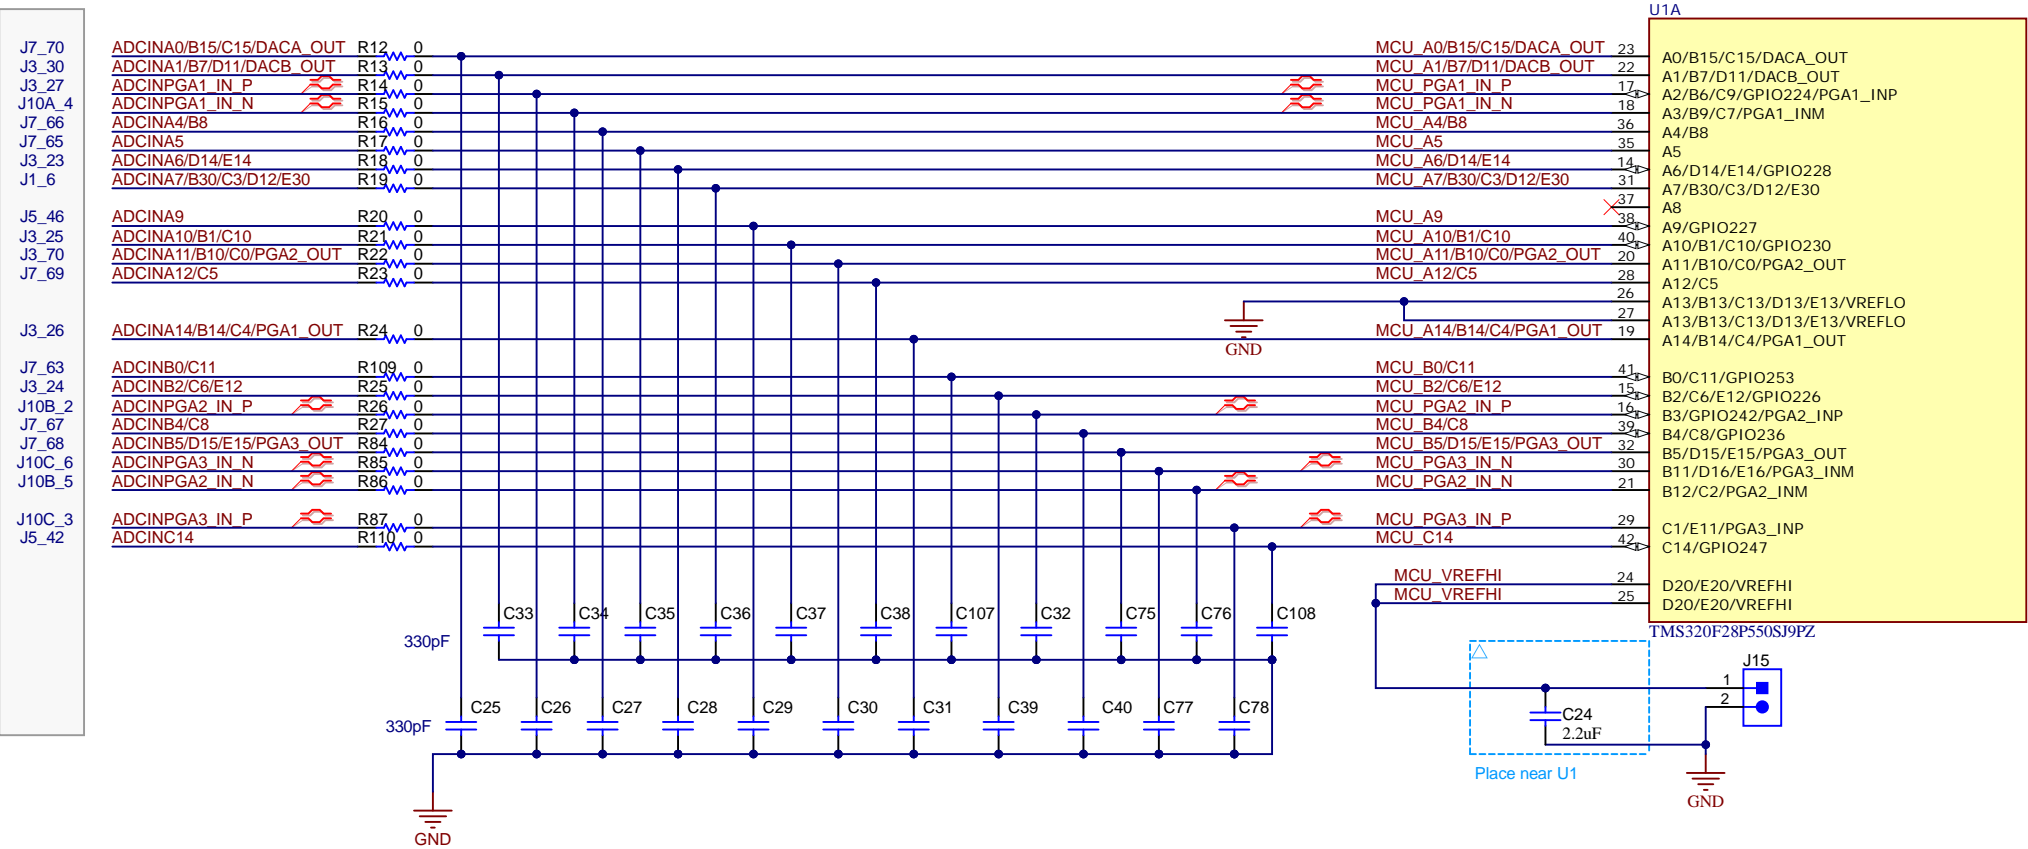 U1A
J7_70 ADCINA0/B15/C15/DACA_OUT R12 0 MCU_A0/B15/C15/DACA_OUT 23 A0/B15/C15/DACA_OUT
J3_30 ADCINA1/B7/D11/DACB_OUT R13 0 MCU_A1/B7/D11/DACB_OUT 22 A1/B7/D11/DACB_OUT
J3_27 ADCINPGA1_IN_P R14 0 MCU_PGA1_IN_P 17 A2/B6/C9/GPIO224/PGA1_INP
J10A_4 ADCINPGA1_IN_N R15 0 MCU_PGA1_IN_N 18 A3/B9/C7/PGA1_INM
J7_66 ADCINA4/B8 R16 0 MCU_A4/B8 36 A4/B8
J7_65 ADCINA5 R17 0 MCU_A5 35 A5
J3_23 ADCINA6/D14/E14 R18 0 MCU_A6/D14/E14 14 A6/D14/E14/GPIO228
J1_6 ADCINA7/B30/C3/D12/E30 R19 0 MCU_A7/B30/C3/D12/E30 31 A7/B30/C3/D12/E30
37 A8
J5_46 ADCINA9 R20 0 MCU_A9 38 A9/GPIO227
J3_25 ADCINA10/B1/C10 R21 0 MCU_A10/B1/C10 40 A10/B1/C10/GPIO230
J3_70 ADCINA11/B10/C0/PGA2_OUT R22 0 MCU_A11/B10/C0/PGA2_OUT 20 A11/B10/C0/PGA2_OUT
J7_69 ADCINA12/C5 R23 0 MCU_A12/C5 28 A12/C5
26 A13/B13/C13/D13/E13/VREFLO
27 A13/B13/C13/D13/E13/VREFLO
J3_26 ADCINA14/B14/C4/PGA1_OUT R24 0 MCU_A14/B14/C4/PGA1_OUT 19 A14/B14/C4/PGA1_OUT
GND
J7_63 ADCINB0/C11 R109 0 MCU_B0/C11 41 B0/C11/GPIO253
J3_24 ADCINB2/C6/E12 R25 0 MCU_B2/C6/E12 15 B2/C6/E12/GPIO226
J10B_2 ADCINPGA2_IN_P R26 0 MCU_PGA2_IN_P 16 B3/GPIO242/PGA2_INP
J7_67 ADCINB4/C8 R27 0 MCU_B4/C8 39 B4/C8/GPIO236
J7_68 ADCINB5/D15/E15/PGA3_OUT R84 0 MCU_B5/D15/E15/PGA3_OUT 32 B5/D15/E15/PGA3_OUT
J10C_6 ADCINPGA3_IN_N R85 0 MCU_PGA3_IN_N 30 B11/D16/E16/PGA3_INM
J10B_5 ADCINPGA2_IN_N R86 0 MCU_PGA2_IN_N 21 B12/C2/PGA2_INM
J10C_3 ADCINPGA3_IN_P R87 0 MCU_PGA3_IN_P 29 C1/E11/PGA3_INP
J5_42 ADCINC14 R110 0 MCU_C14 42 C14/GPIO247
MCU_VREFHI 24 D20/E20/VREFHI
MCU_VREFHI 25 D20/E20/VREFHI
TMS320F28P550SJ9PZ
C33 C34 C35 C36 C37 C38 C107 C32 C75 C76 C108
330pF
J15
1
2
C25 C26 C27 C28 C29 C30 C31 C39 C40 C77 C78
330pF
C24
2.2uF
Place near U1
GND
GND